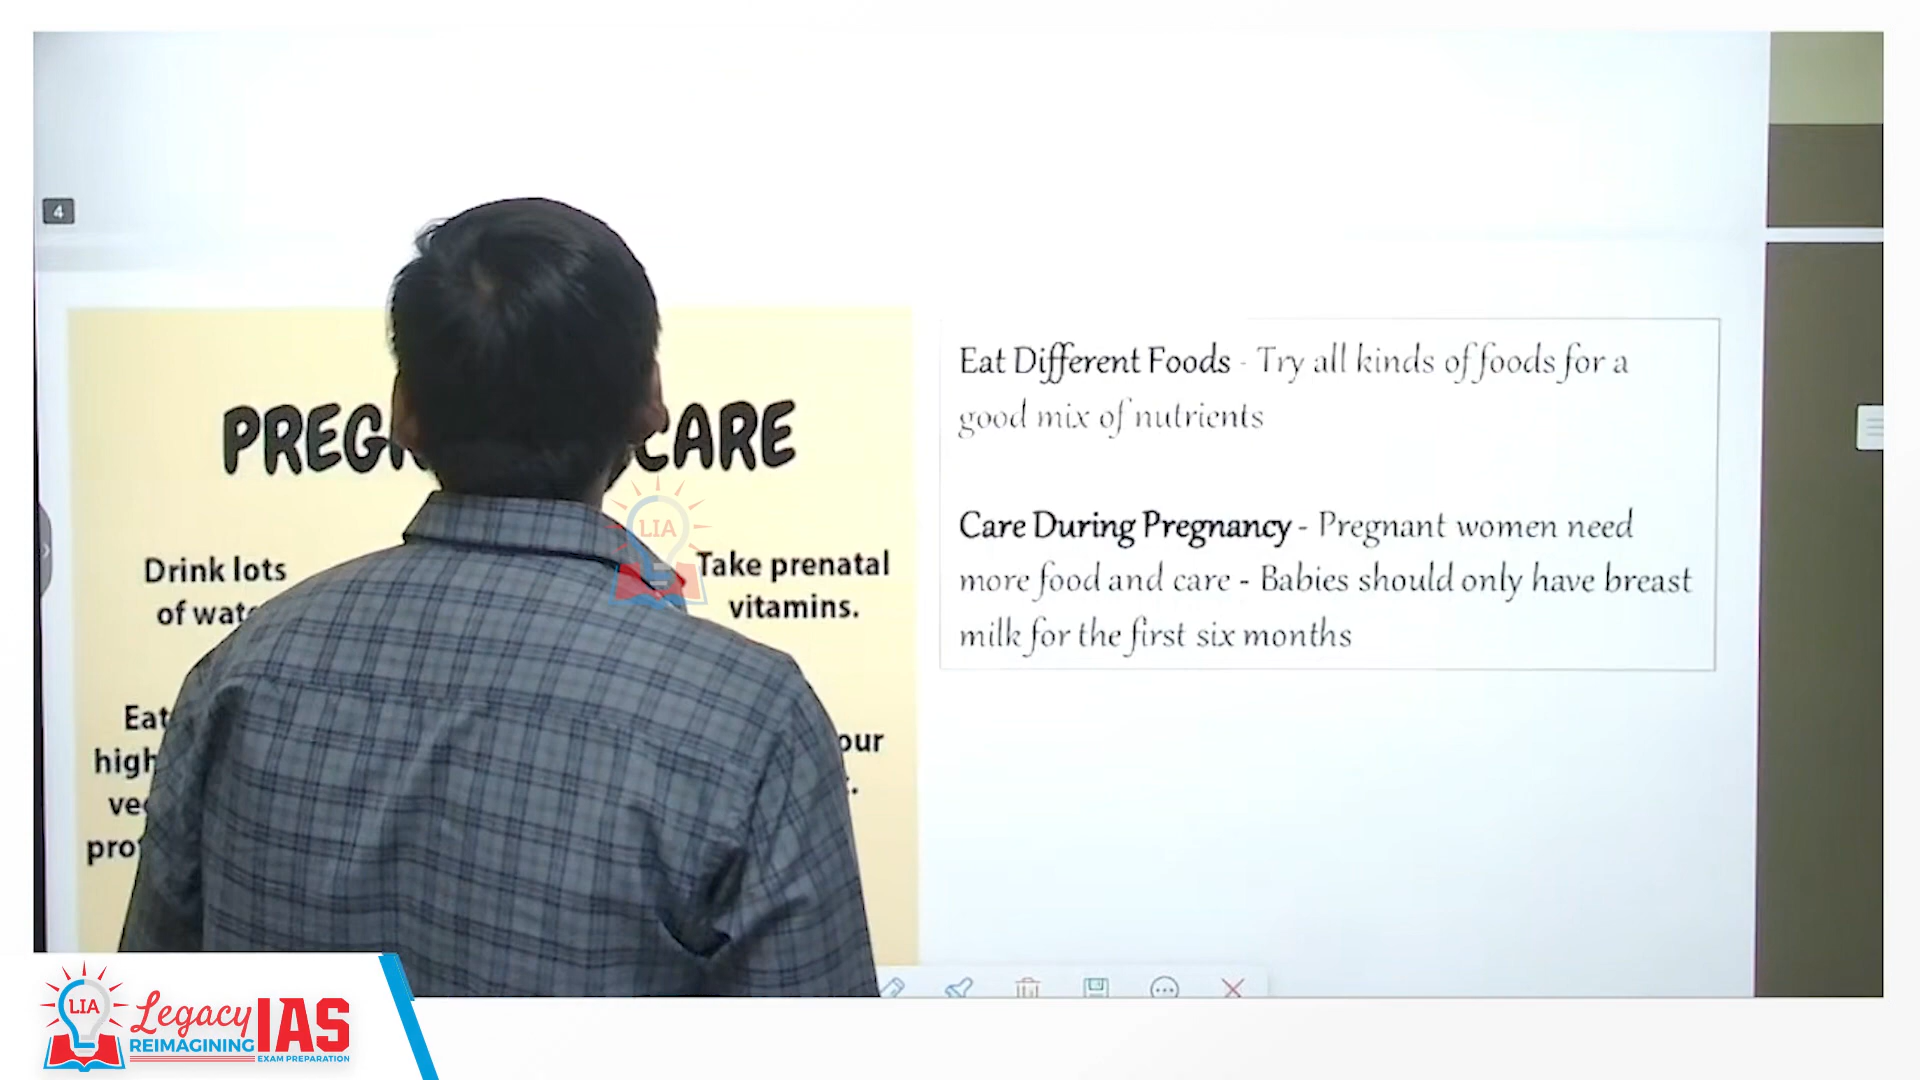 4
PREG CARE
Drink lots
of wat
Take prenatal
vitamins.
Eat
high
ve
pro
our
Eat Different Foods - Try all kinds of foods for a
good mix of nutrients
Care During Pregnancy - Pregnant women need
more food and care - Babies should only have breast
milk for the first six months
LIA
LIA
Legacy IAS
REIMAGINING
EXAM PREPARATION